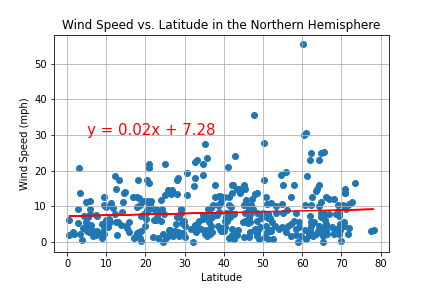 Wind Speed vs. Latitude in the Northern Hemisphere
Wind Speed (mph)
50
40
30
20
10
0
y = 0.02x + 7.28
0 10 20 30 40 50 60 70 80
Latitude